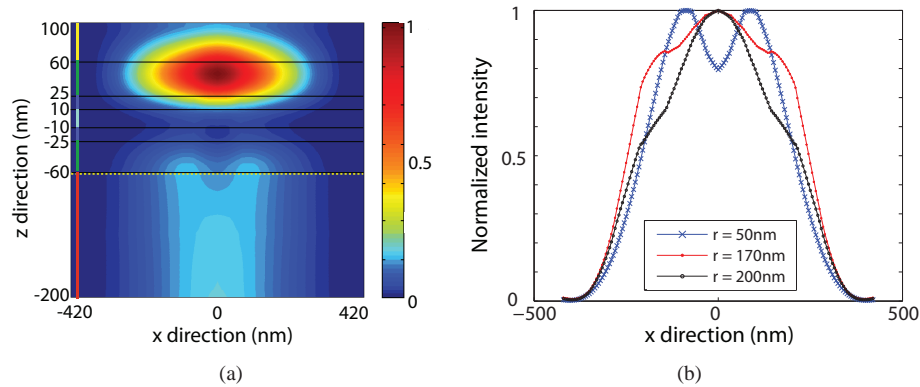 100
60
25
10
-10
-25
-60
-200
z direction (nm)
-420
0
420
x direction (nm)
1
0.5
0
(a)
Normalized intensity
1
0.5
0
−500
0
500
x direction (nm)
r = 50nm
r = 170nm
r = 200nm
(b)